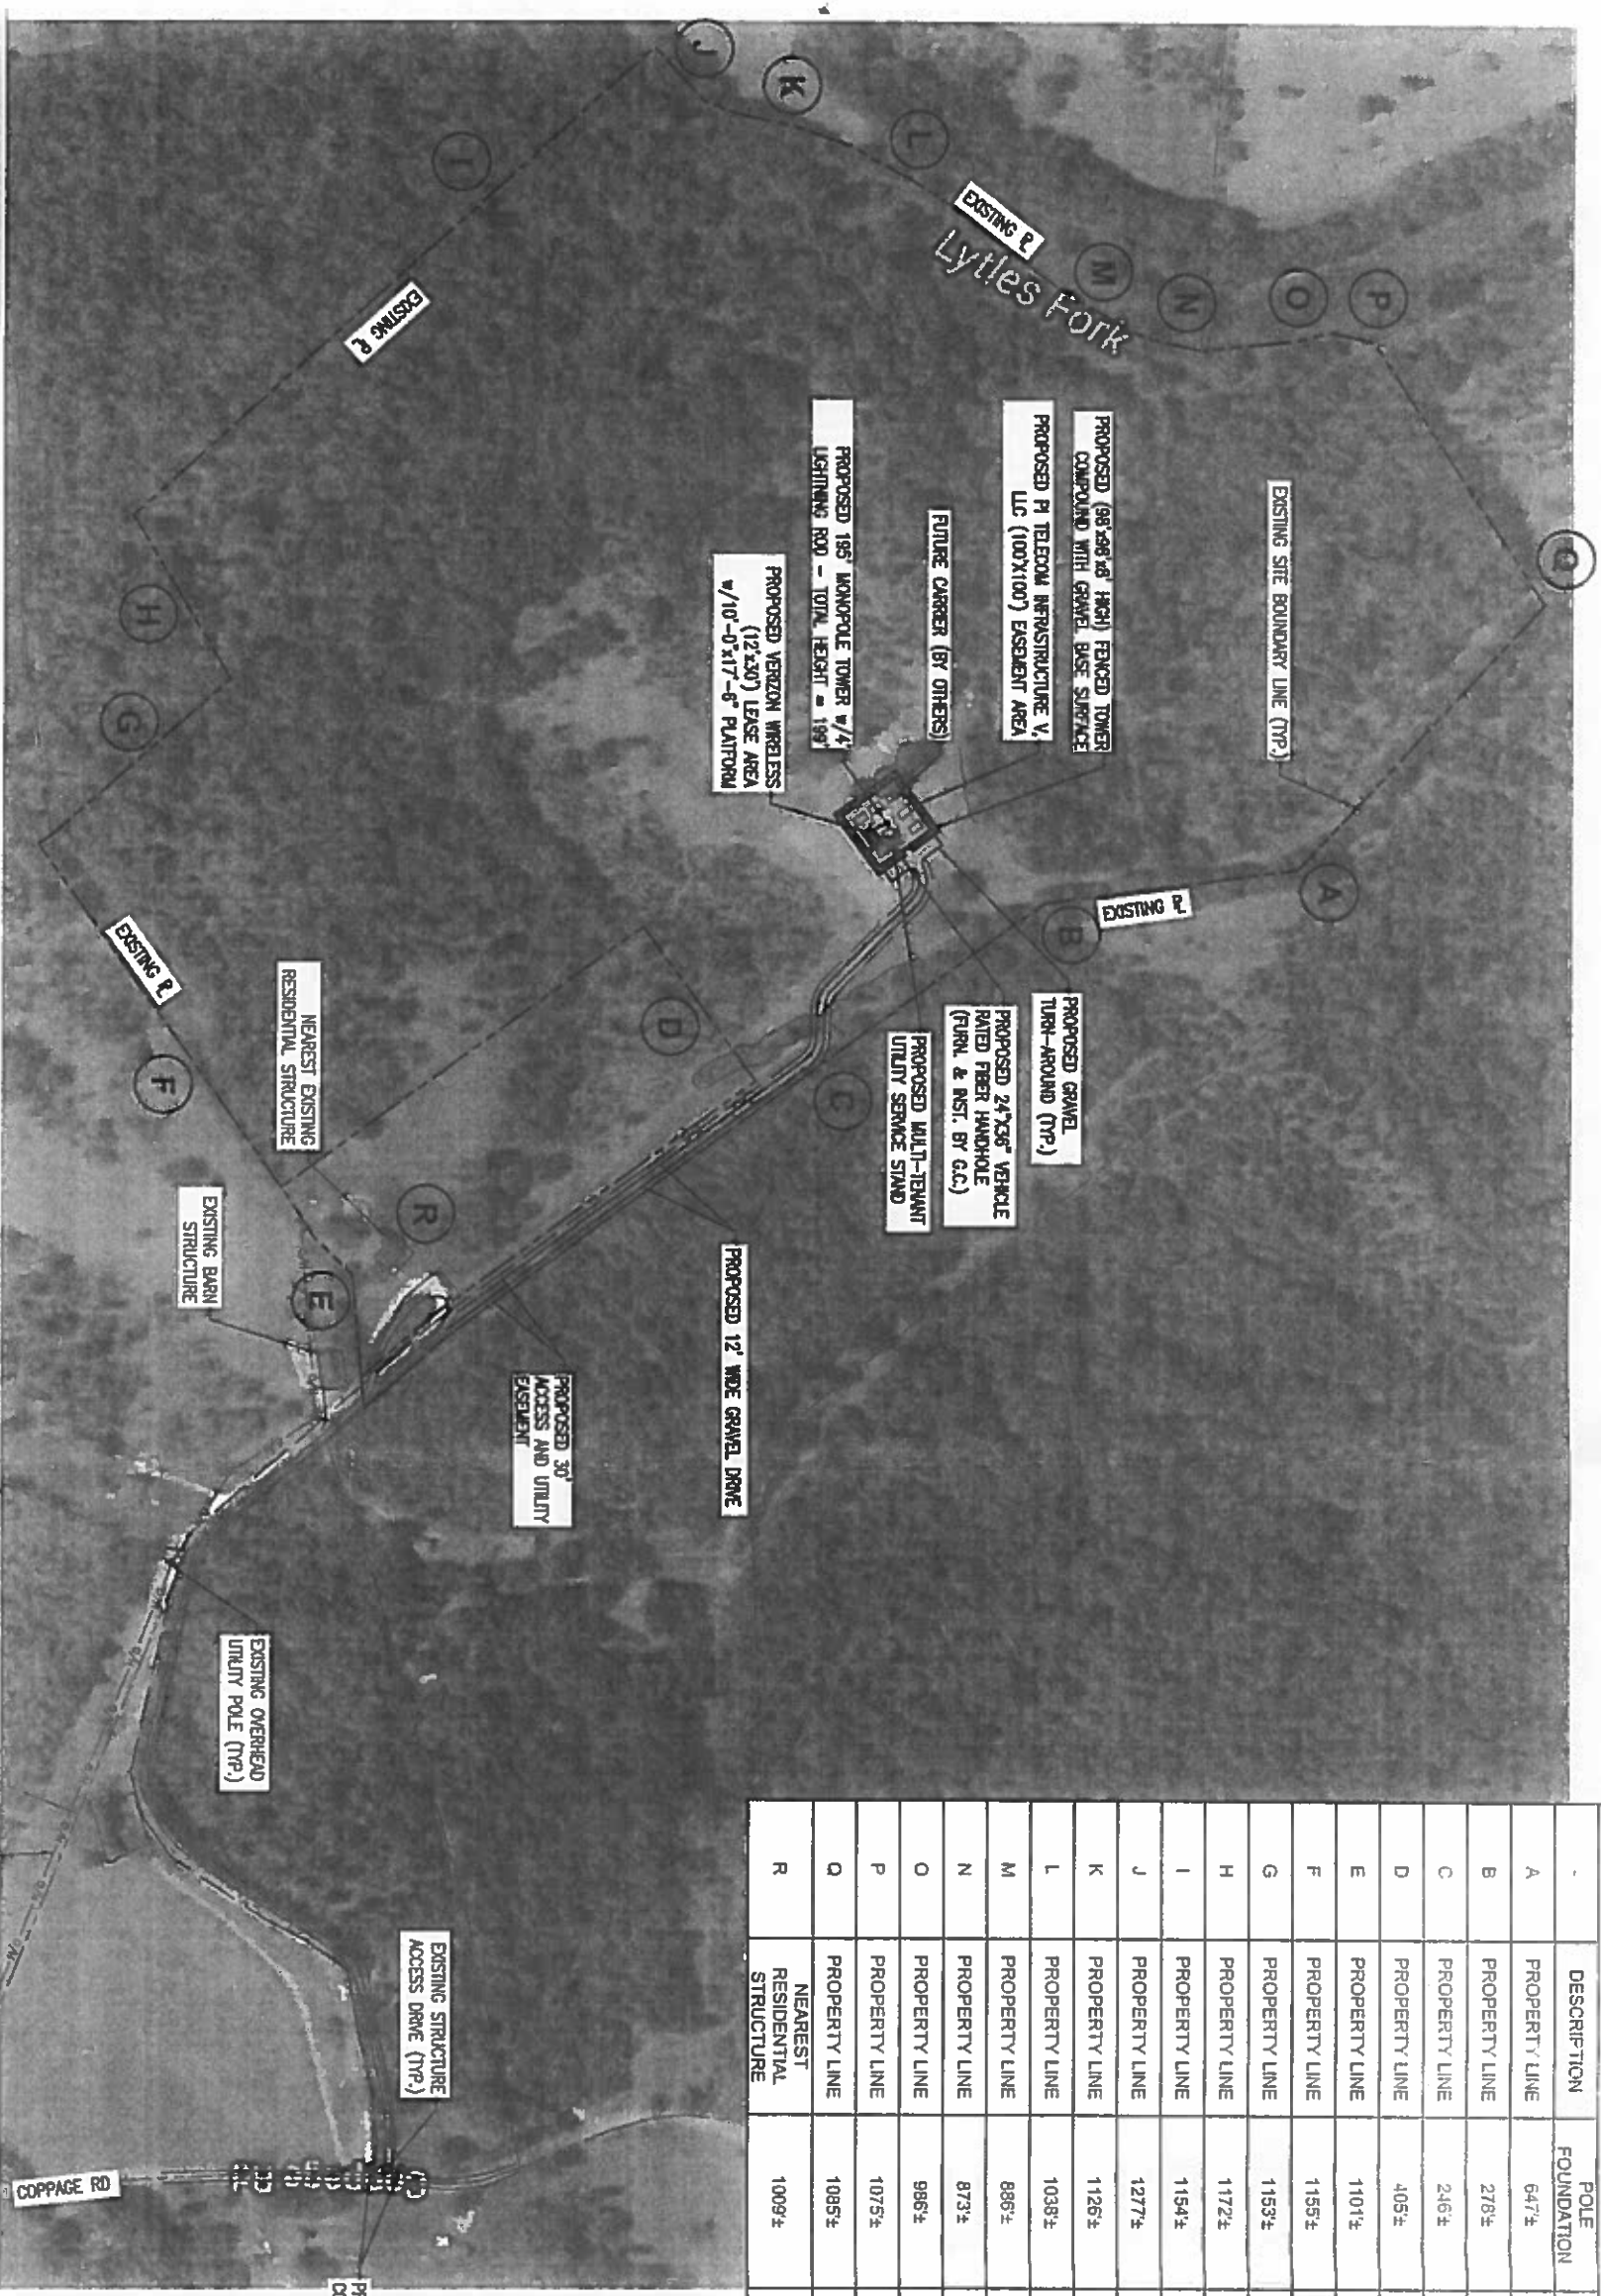 J
K
L
EXISTING PL
Lytles Fork
M
N
O
P
Q
I
EXISTING PL
H
G
EXISTING SITE BOUNDARY LINE (TYP.)
PROPOSED (98'x98'x8' HIGH) FENCED TOWER
COMPOUND WITH GRAVEL BASE SURFACE
PROPOSED PI TELECOM INFRASTRUCTURE V,
LLC (100'X100') EASEMENT AREA
FUTURE CARRIER (BY OTHERS)
PROPOSED 195' MONOPOLE TOWER w/4'
LIGHTNING ROD - TOTAL HEIGHT = 199'
PROPOSED VERIZON WIRELESS
(12'x30') LEASE AREA
w/10'-0"x17'-6" PLATFORM
A
EXISTING PL
B
PROPOSED GRAVEL
TURN-AROUND (TYP.)
PROPOSED 24"X36" VEHICLE
RATED FIBER HANDHOLE
(FURN. & INST. BY G.C.)
PROPOSED MULTI-TENANT
UTILITY SERVICE STAND
C
D
EXISTING PL
F
NEAREST EXISTING
RESIDENTIAL STRUCTURE
R
E
EXISTING BARN
STRUCTURE
PROPOSED 12' WIDE GRAVEL DRIVE
PROPOSED 30'
ACCESS AND UTILITY
EASEMENT
EXISTING OVERHEAD
UTILITY POLE (TYP.)
EXISTING STRUCTURE
ACCESS DRIVE (TYP.)
Coppage Rd
COPPAGE RD
- DESCRIPTION POLE FOUNDATION
A PROPERTY LINE 647'±
B PROPERTY LINE 278'±
C PROPERTY LINE 246'±
D PROPERTY LINE 405'±
E PROPERTY LINE 1101'±
F PROPERTY LINE 1155'±
G PROPERTY LINE 1153'±
H PROPERTY LINE 1172'±
I PROPERTY LINE 1154'±
J PROPERTY LINE 1277'±
K PROPERTY LINE 1126'±
L PROPERTY LINE 1038'±
M PROPERTY LINE 886'±
N PROPERTY LINE 873'±
O PROPERTY LINE 986'±
P PROPERTY LINE 1075'±
Q PROPERTY LINE 1085'±
R NEAREST RESIDENTIAL STRUCTURE 1009'±